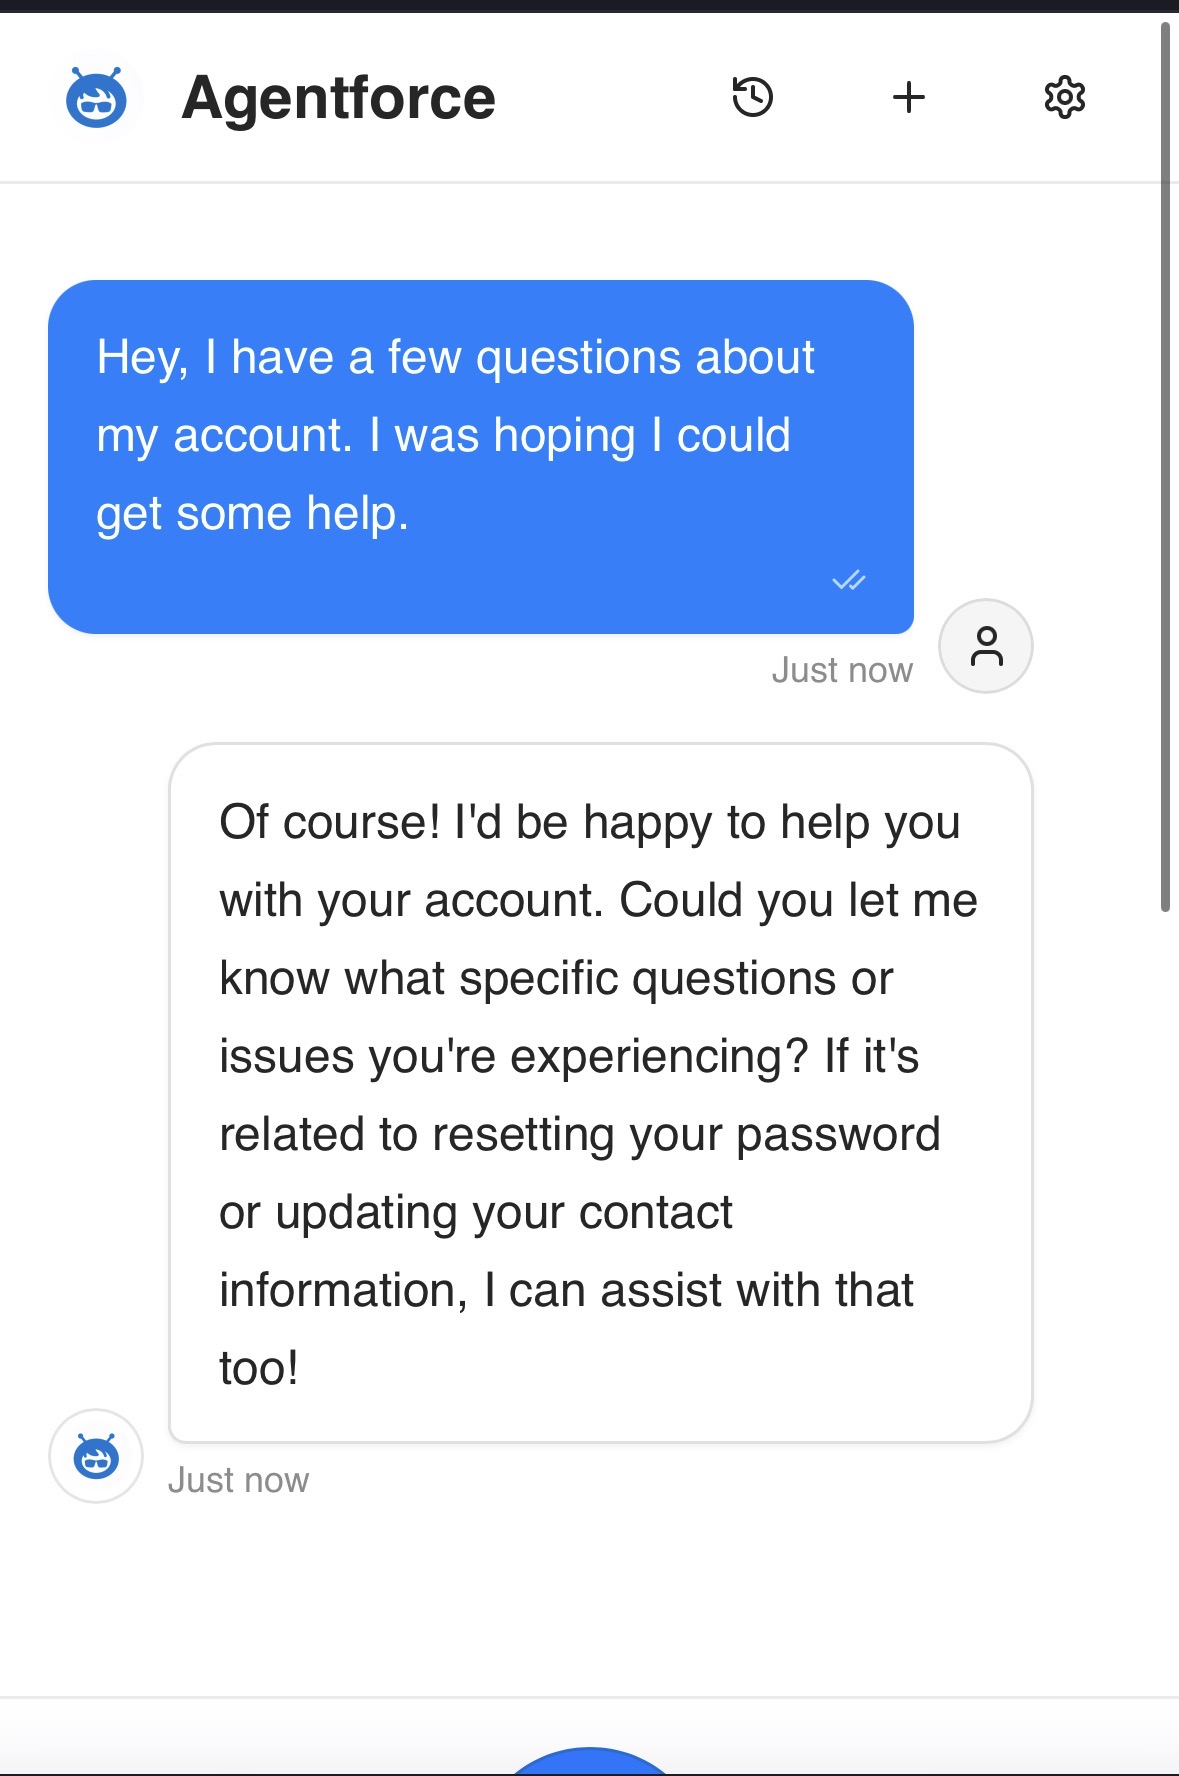 Agentforce
Hey, I have a few questions about
my account. I was hoping I could
get some help.
Just now
Of course! I'd be happy to help you
with your account. Could you let me
know what specific questions or
issues you're experiencing? If it's
related to resetting your password
or updating your contact
information, I can assist with that
too!
Just now